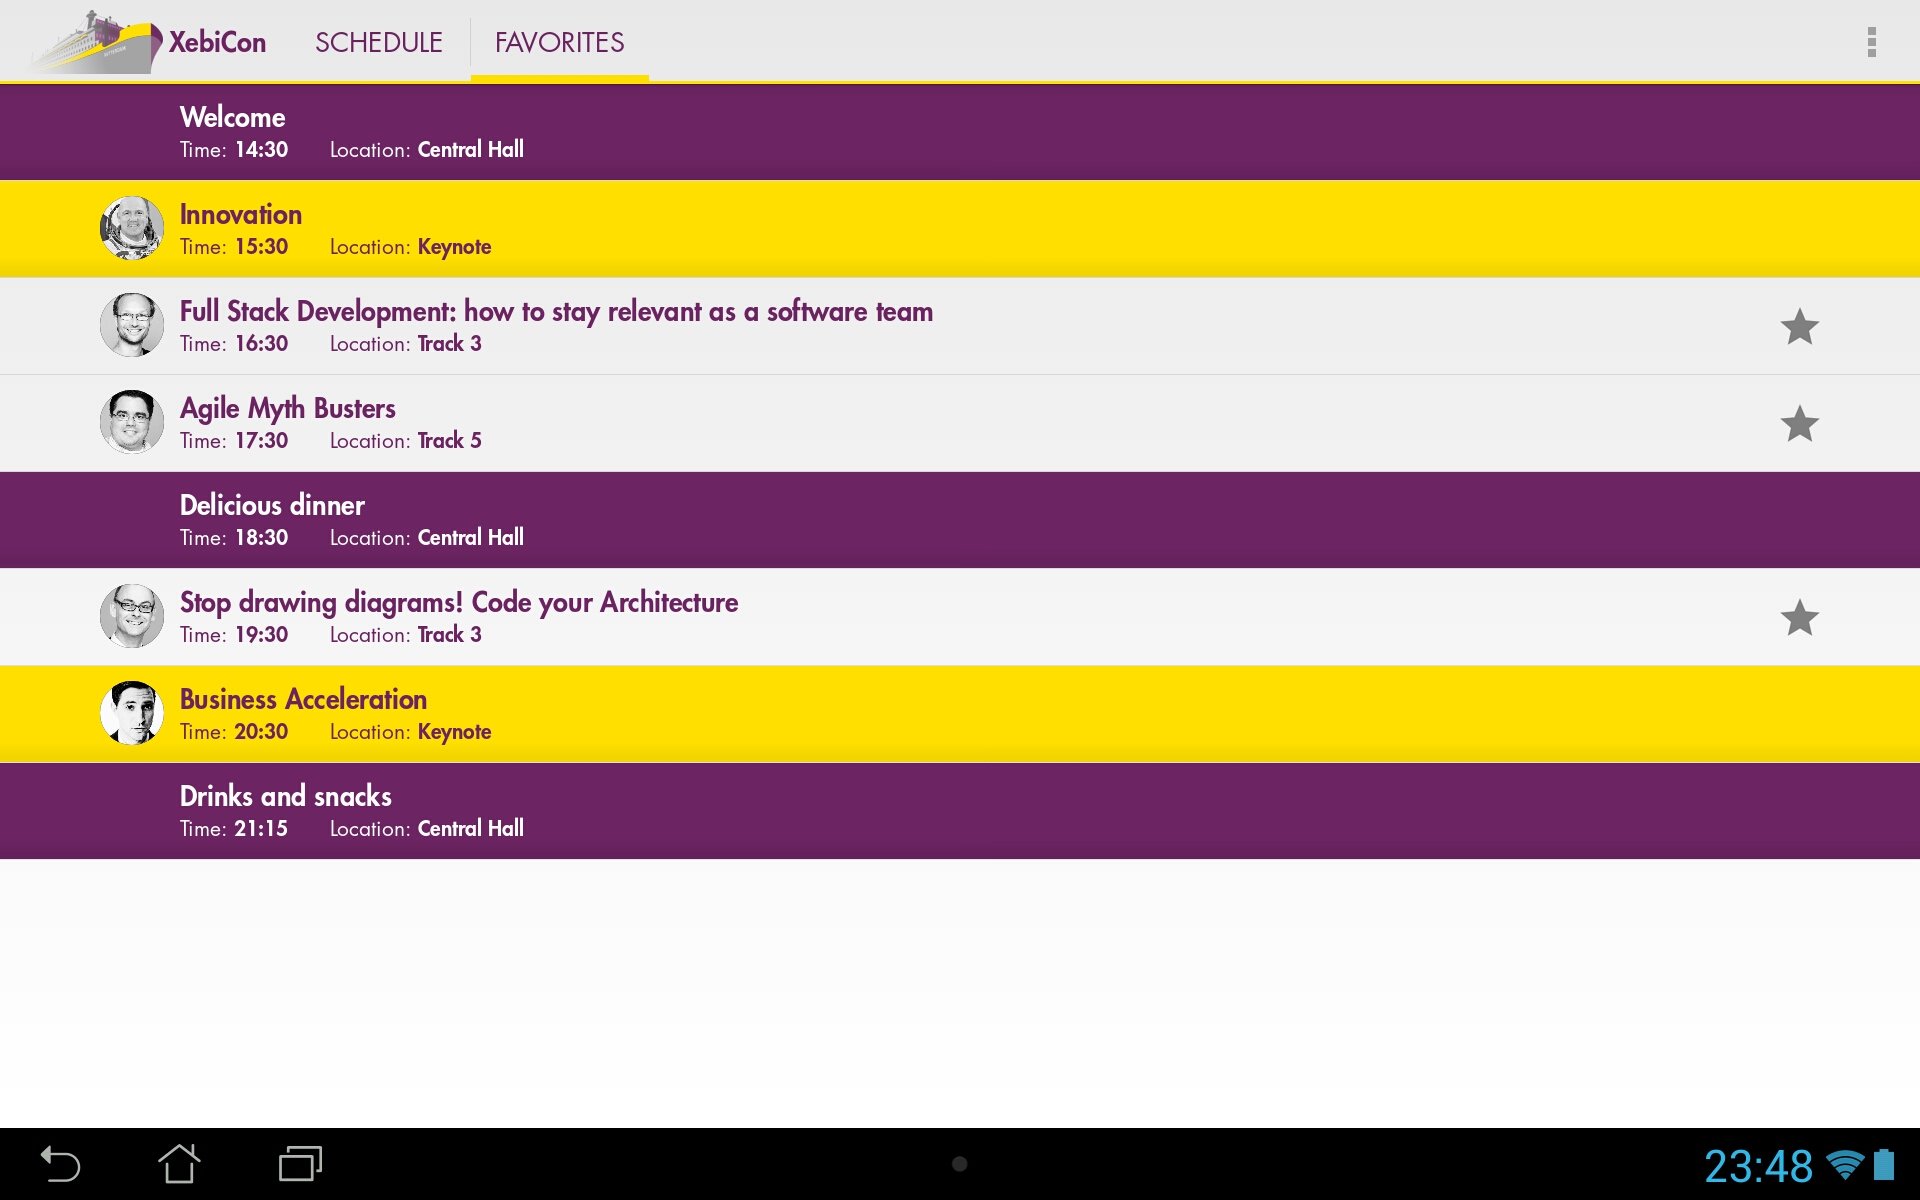 XebiCon SCHEDULE FAVORITES
Welcome
Time: 14:30 Location: Central Hall
Innovation
Time: 15:30 Location: Keynote
Full Stack Development: how to stay relevant as a software team
Time: 16:30 Location: Track 3
Agile Myth Busters
Time: 17:30 Location: Track 5
Delicious dinner
Time: 18:30 Location: Central Hall
Stop drawing diagrams! Code your Architecture
Time: 19:30 Location: Track 3
Business Acceleration
Time: 20:30 Location: Keynote
Drinks and snacks
Time: 21:15 Location: Central Hall
23:48